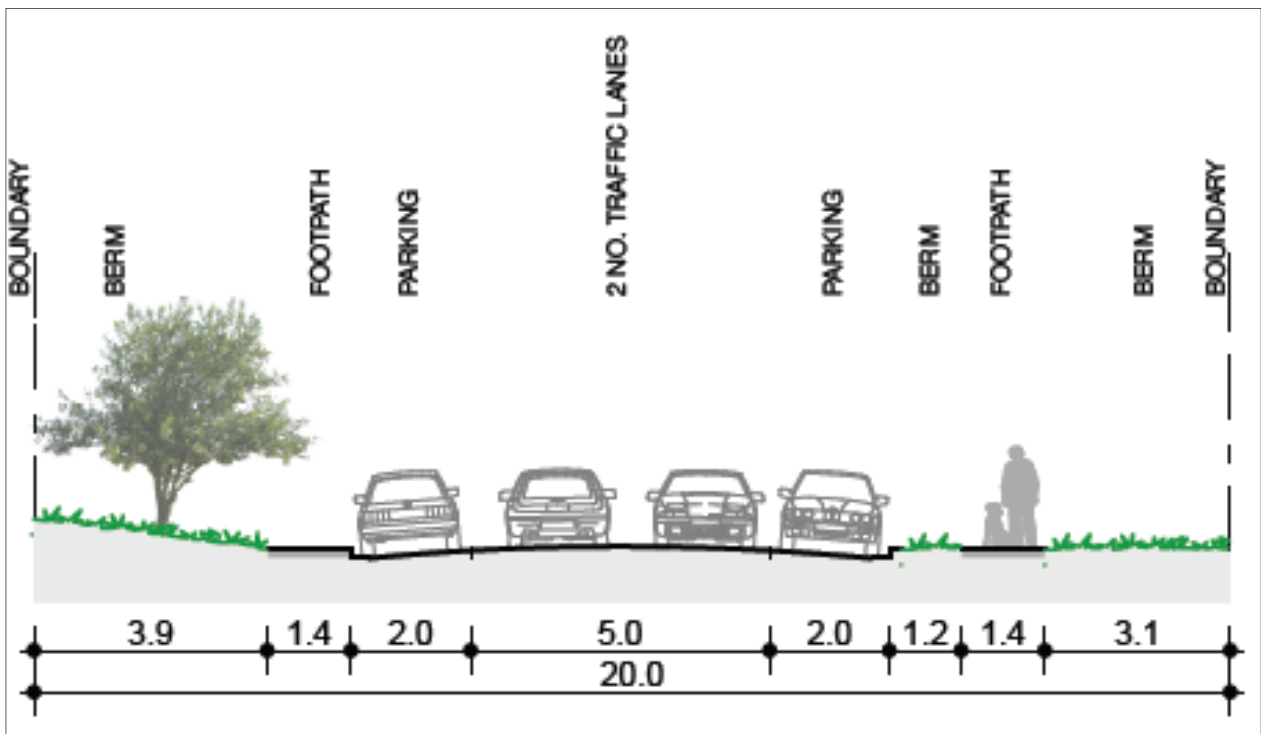 BOUNDARY
BERM
FOOTPATH
PARKING
2 NO. TRAFFIC LANES
PARKING
BERM
FOOTPATH
BERM
BOUNDARY
3.9 1.4 2.0 5.0 2.0 1.2 1.4 3.1
20.0